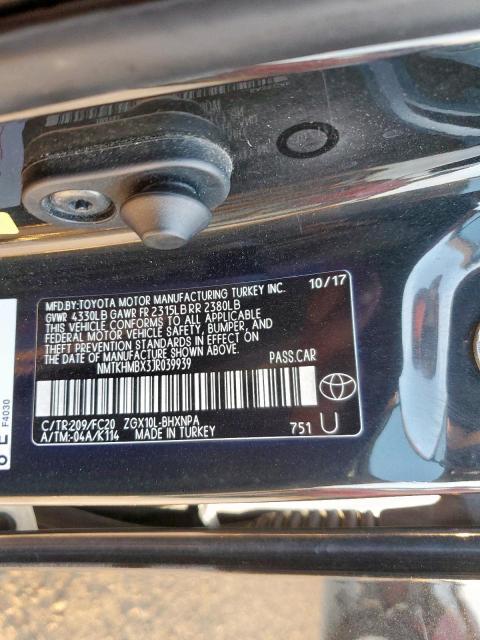 MFD.BY:TOYOTA MOTOR MANUFACTURING TURKEY INC. 10/17
GVWR 4330LB GAWR FR 2315LB RR 2380LB
THIS VEHICLE CONFORMS TO ALL APPLICABLE
FEDERAL MOTOR VEHICLE SAFETY, BUMPER, AND
THEFT PREVENTION STANDARDS IN EFFECT ON THE
DATE OF MANUFACTURE SHOWN ABOVE.
NMTKHMBX3JR039939 PASS.CAR
C/TR:209/FC20 ZGX10L-BHXNPA
A/TM:-04A/K114 MADE IN TURKEY 751 U
F4030